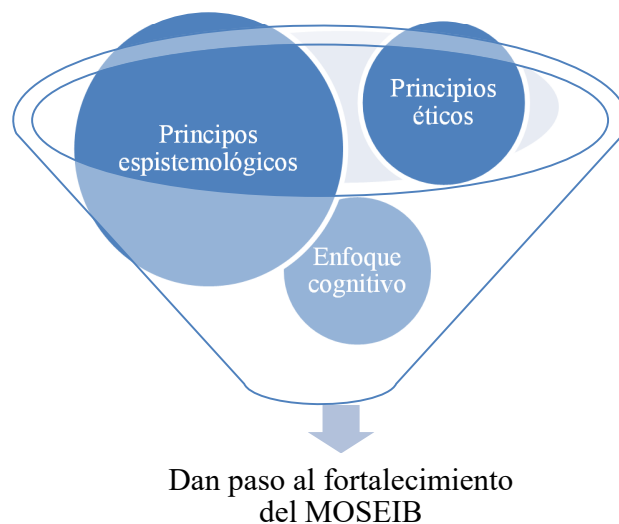 Principos
espistemológicos
Principios
éticos
Enfoque
cognitivo
Dan paso al fortalecimiento
del MOSEIB